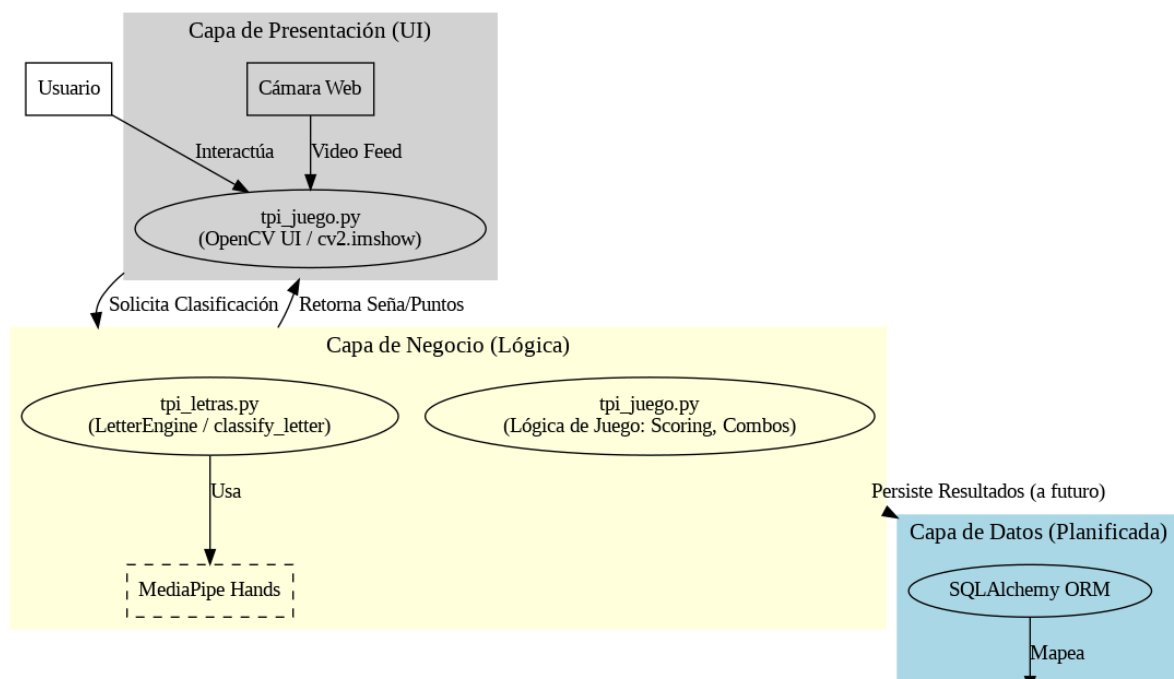 Capa de Presentación (UI)
Usuario
Cámara Web
Interactúa
Video Feed
tpi_juego.py
(OpenCV UI / cv2.imshow)
Solicita Clasificación
Retorna Seña/Puntos
Capa de Negocio (Lógica)
tpi_letras.py
(LetterEngine / classify_letter)
tpi_juego.py
(Lógica de Juego: Scoring, Combos)
Usa
MediaPipe Hands
Persiste Resultados (a futuro)
Capa de Datos (Planificada)
SQLAlchemy ORM
Mapea